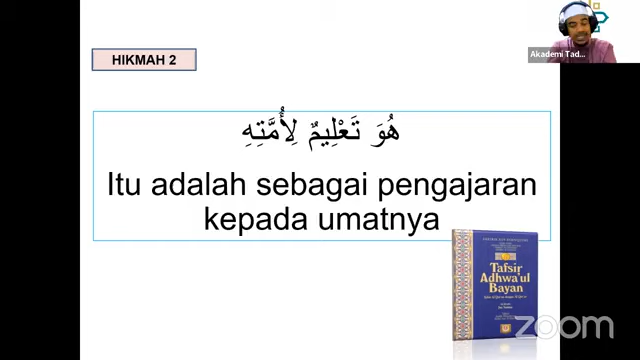 Akademi Tad...
HIKMAH 2
هُوَ تَعْلِيمٌ لِأُمَّتِهِ
Itu adalah sebagai pengajaran
kepada umatnya
Tafsir
Adhwa'ul
Bayan
zoom